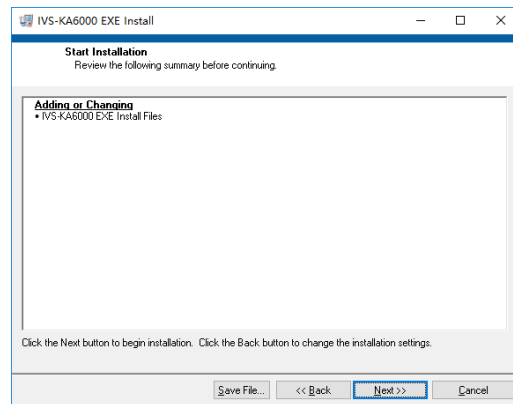 IVS-KA6000 EXE Install
Start Installation
Review the following summary before continuing.
Adding or Changing
• IVS-KA6000 EXE Install Files
Click the Next button to begin installation. Click the Back button to change the installation settings.
Save File... << Back Next >> Cancel